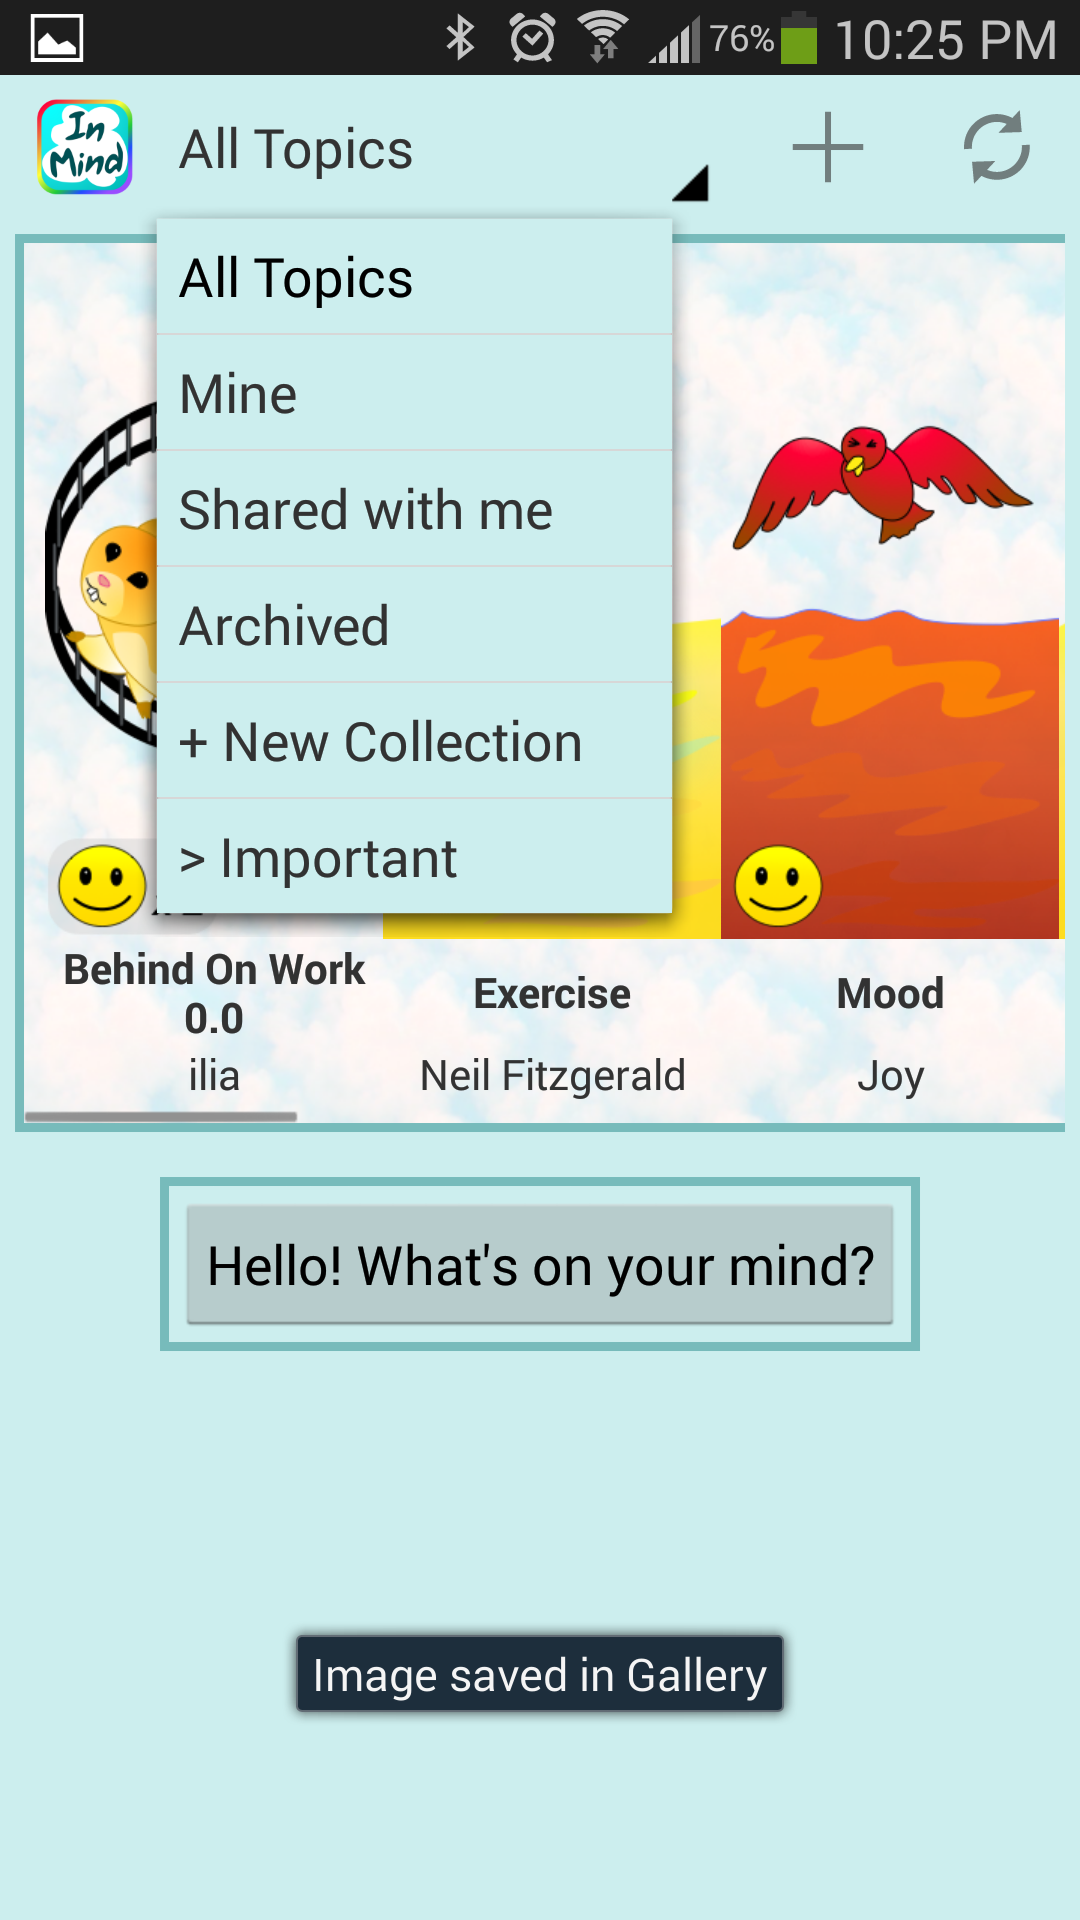 76% 10:25 PM
In
Mind
All Topics
All Topics
Mine
Shared with me
Archived
+ New Collection
> Important
Behind On Work
0.0
ilia
Exercise
Neil Fitzgerald
Mood
Joy
Hello! What's on your mind?
Image saved in Gallery